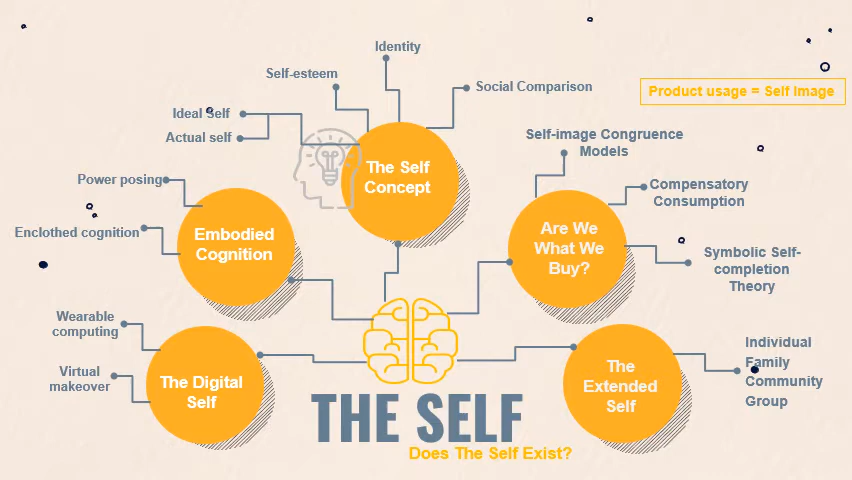 Identity
Self-esteem
Social Comparison
Ideal Self
Actual self
Product usage = Self Image
The Self
Concept
Self-image Congruence
Models
Power posing
Compensatory
Consumption
Enclothed cognition
Embodied
Cognition
Are We
What We
Buy?
Symbolic Self-
completion
Theory
Wearable
computing
Virtual
makeover
The Digital
Self
The
Extended
Self
Individual
Family
Community
Group
THE SELF
Does The Self Exist?